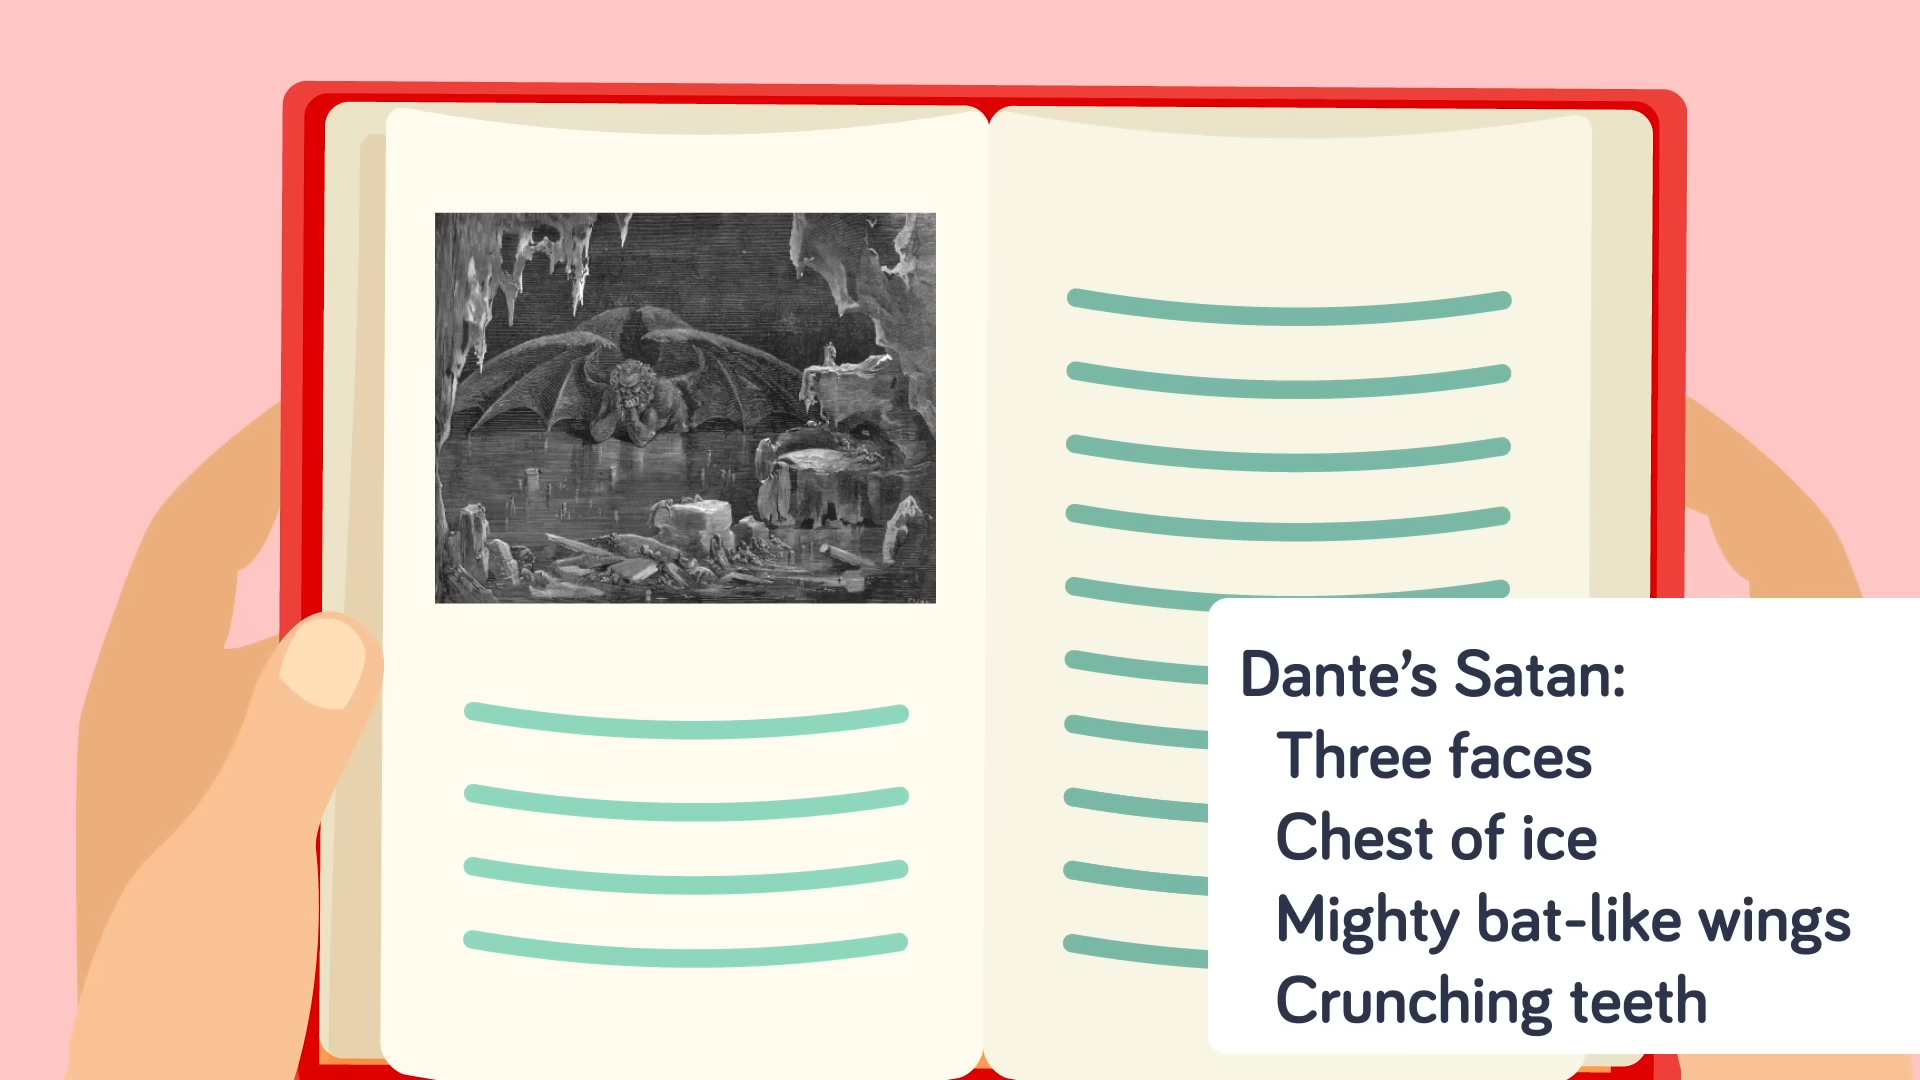 Dante’s Satan:
Three faces
Chest of ice
Mighty bat-like wings
Crunching teeth